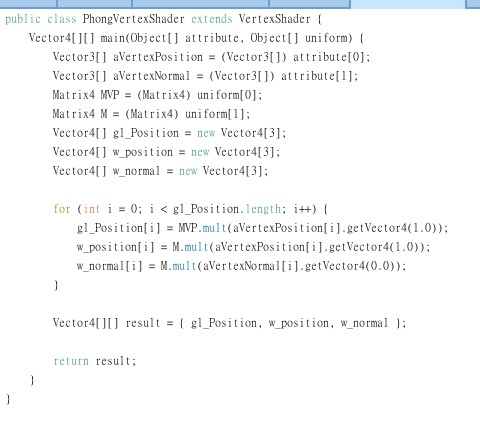 public class PhongVertexShader extends VertexShader {
    Vector4[][] main(Object[] attribute, Object[] uniform) {
        Vector3[] aVertexPosition = (Vector3[]) attribute[0];
        Vector3[] aVertexNormal = (Vector3[]) attribute[1];
        Matrix4 MVP = (Matrix4) uniform[0];
        Matrix4 M = (Matrix4) uniform[1];
        Vector4[] gl_Position = new Vector4[3];
        Vector4[] w_position = new Vector4[3];
        Vector4[] w_normal = new Vector4[3];

        for (int i = 0; i < gl_Position.length; i++) {
            gl_Position[i] = MVP.mult(aVertexPosition[i].getVector4(1.0));
            w_position[i] = M.mult(aVertexPosition[i].getVector4(1.0));
            w_normal[i] = M.mult(aVertexNormal[i].getVector4(0.0));
        }

        Vector4[][] result = { gl_Position, w_position, w_normal };

        return result;
    }
}